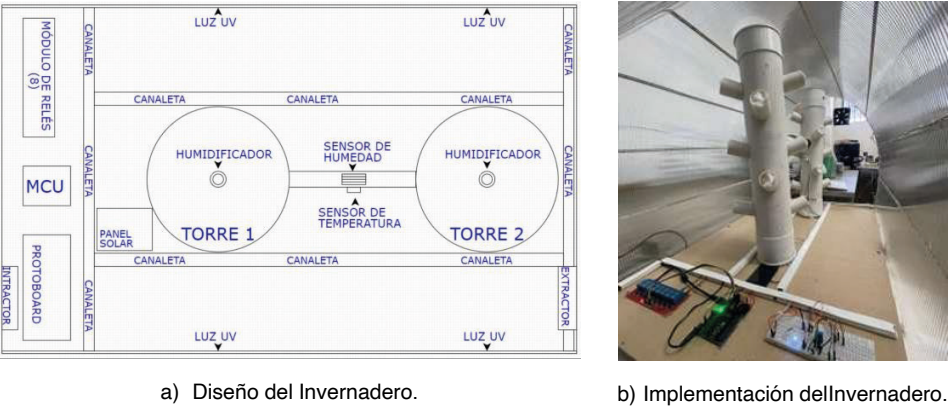 LUZ UV
LUZ UV
MÓDULO DE RELÉS
(8)
CANALETA
CANALETA
CANALETA
CANALETA
CANALETA
HUMIDIFICADOR
SENSOR DE
HUMEDAD
HUMIDIFICADOR
MCU
CANALETA
CANALETA
SENSOR DE
TEMPERATURA
PANEL
SOLAR
TORRE 1
TORRE 2
CANALETA
CANALETA
CANALETA
INTRACTOR
PROTOBOARD
CANALETA
EXTRACTOR
LUZ UV
LUZ UV
a) Diseño del Invernadero.
b) Implementación delInvernadero.